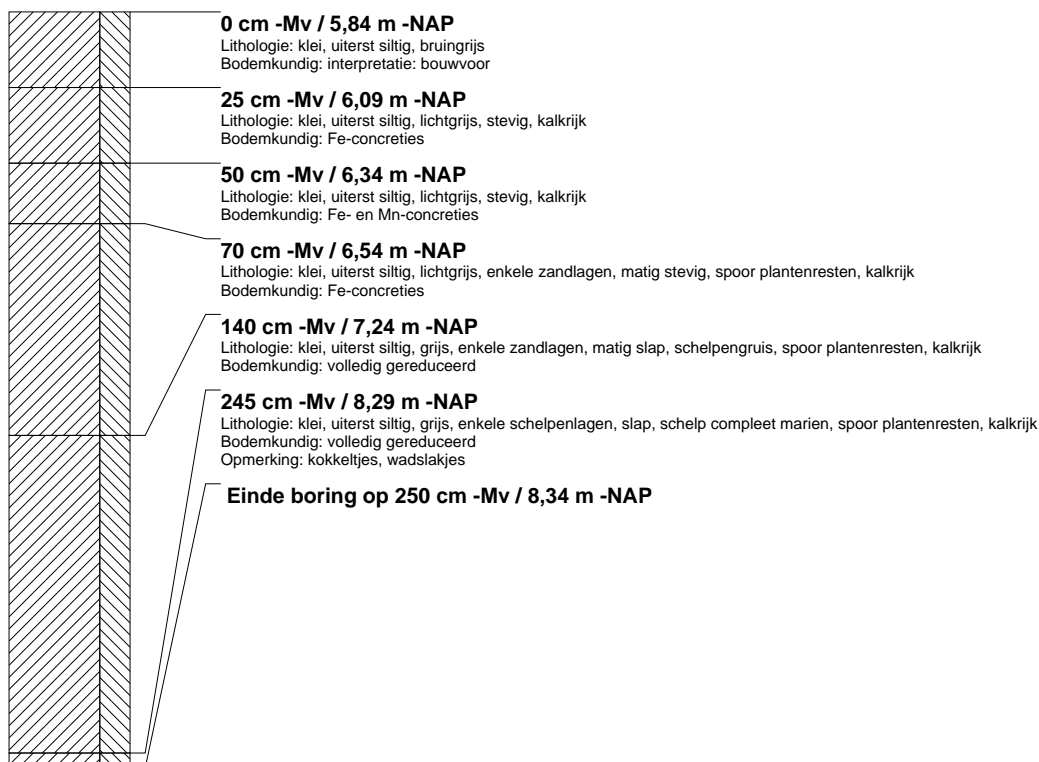 0 cm -Mv / 5,84 m -NAP
Lithologie: klei, uiterst siltig, bruingrijs
Bodemkundig: interpretatie: bouwvoor
25 cm -Mv / 6,09 m -NAP
Lithologie: klei, uiterst siltig, lichtgrijs, stevig, kalkrijk
Bodemkundig: Fe-concreties
50 cm -Mv / 6,34 m -NAP
Lithologie: klei, uiterst siltig, lichtgrijs, stevig, kalkrijk
Bodemkundig: Fe- en Mn-concreties
70 cm -Mv / 6,54 m -NAP
Lithologie: klei, uiterst siltig, lichtgrijs, enkele zandlagen, matig stevig, spoor plantenresten, kalkrijk
Bodemkundig: Fe-concreties
140 cm -Mv / 7,24 m -NAP
Lithologie: klei, uiterst siltig, grijs, enkele zandlagen, matig slap, schelpengruis, spoor plantenresten, kalkrijk
Bodemkundig: volledig gereduceerd
245 cm -Mv / 8,29 m -NAP
Lithologie: klei, uiterst siltig, grijs, enkele schelpenlagen, slap, schelp compleet marien, spoor plantenresten, kalkrijk
Bodemkundig: volledig gereduceerd
Opmerking: kokkeltjes, wadslakjes
Einde boring op 250 cm -Mv / 8,34 m -NAP